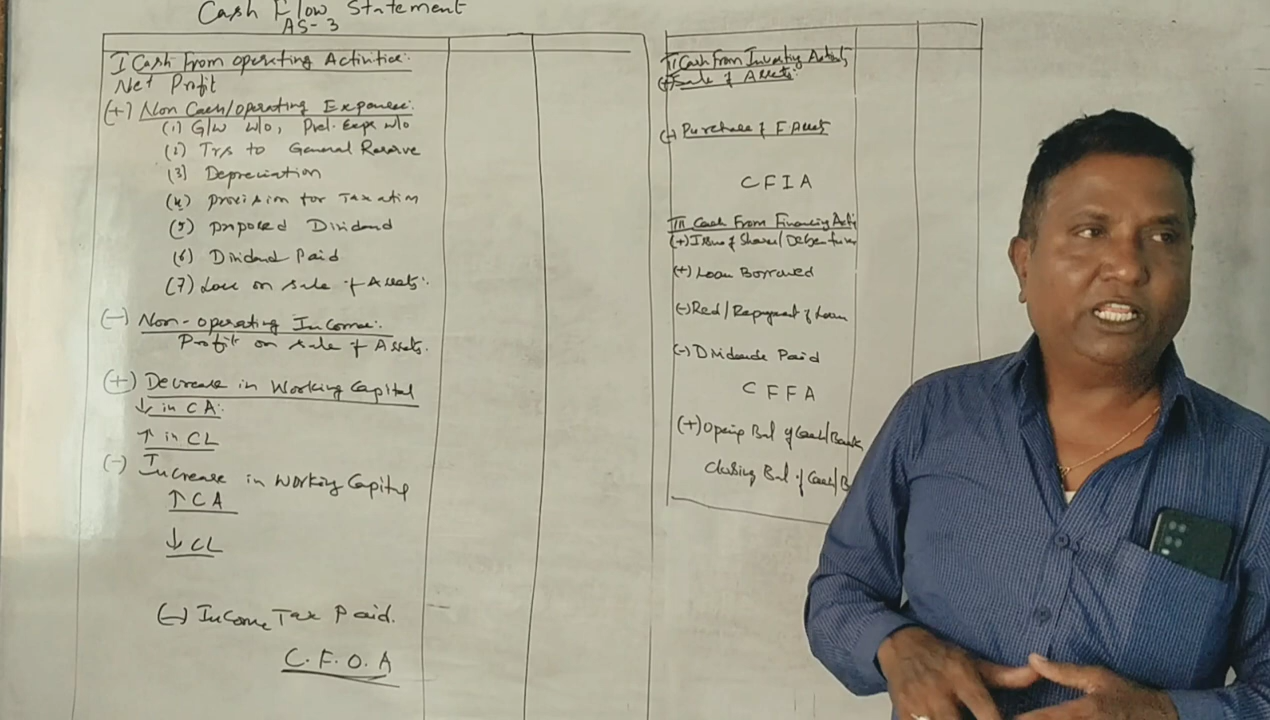 Cash Flow Statement
AS-3
I Cash from operating Activities:
Net Profit
(+) Non Cash/operating Expenses:
(1) G/W w/o, Prel. Exps w/o
(2) Trs to General Reserve
(3) Depreciation
(4) provision for Taxation
(5) proposed Dividend
(6) Dividend Paid
(7) Loss on sale of Assets:
(-) Non-operating Income:
Profit on sale of Assets.
(+) Decrease in Working Capital
↓ in CA:
↑ in CL
(-) Increase in Working Capital
↑ CA
↓ CL
(-) Income Tax Paid.
C.F.O.A
II Cash From Investing
(+) Sale of Assets:
(-) Purchase of F Assets
CFIA
III Cash From Financing Acti
(+) Issue of Shares/Debentures
(+) Loan Borrowed
(-) Red/Repayment of Loan
(-) Dividends Paid
CFFA
(+) Opening Bal of Cash/Bank
closing Bal of Cash/B